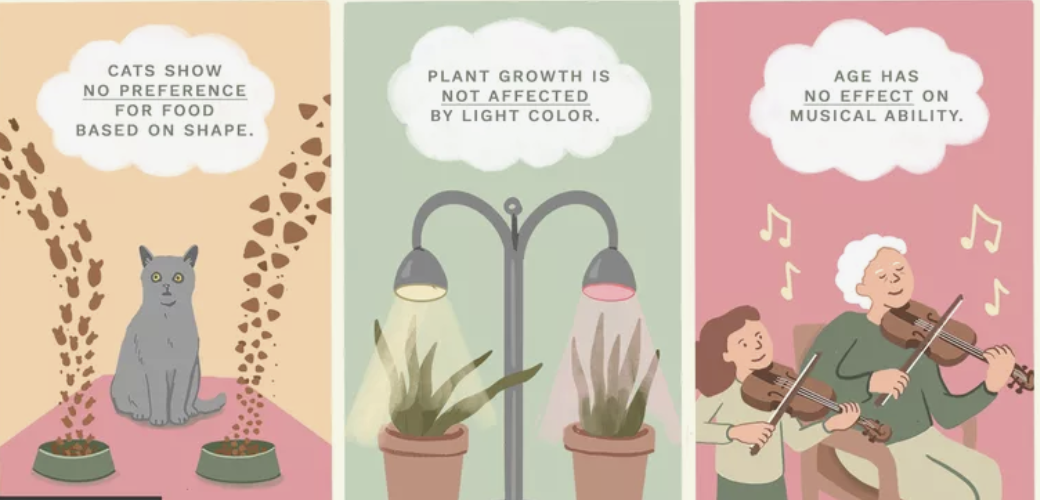 CATS SHOW
NO PREFERENCE
FOR FOOD
BASED ON SHAPE.
PLANT GROWTH IS
NOT AFFECTED
BY LIGHT COLOR.
AGE HAS
NO EFFECT ON
MUSICAL ABILITY.